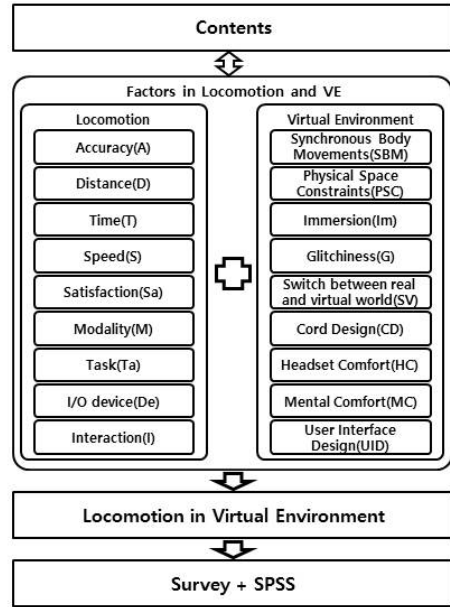 Contents
Factors in Locomotion and VE
Locomotion
Accuracy(A)
Distance(D)
Time(T)
Speed(S)
Satisfaction(Sa)
Modality(M)
Task(Ta)
I/O device(De)
Interaction(I)
Virtual Environment
Synchronous Body
Movements(SBM)
Physical Space
Constraints(PSC)
Immersion(Im)
Glitchiness(G)
Switch between real
and virtual world(SV)
Cord Design(CD)
Headset Comfort(HC)
Mental Comfort(MC)
User Interface
Design(UID)
Locomotion in Virtual Environment
Survey + SPSS